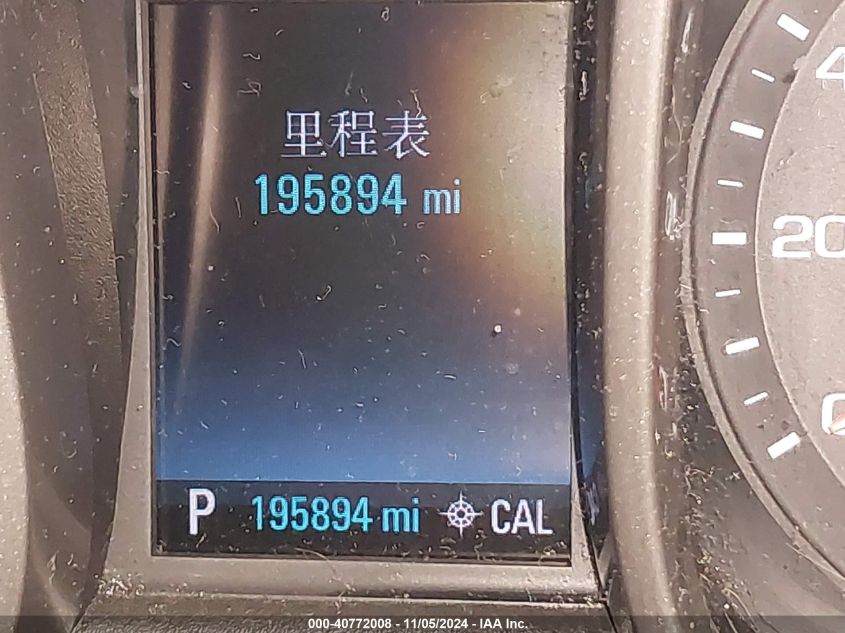 里程表
195894 mi
P 195894 mi CAL
20
000-40772008 - 11/05/2024 - IAA Inc.